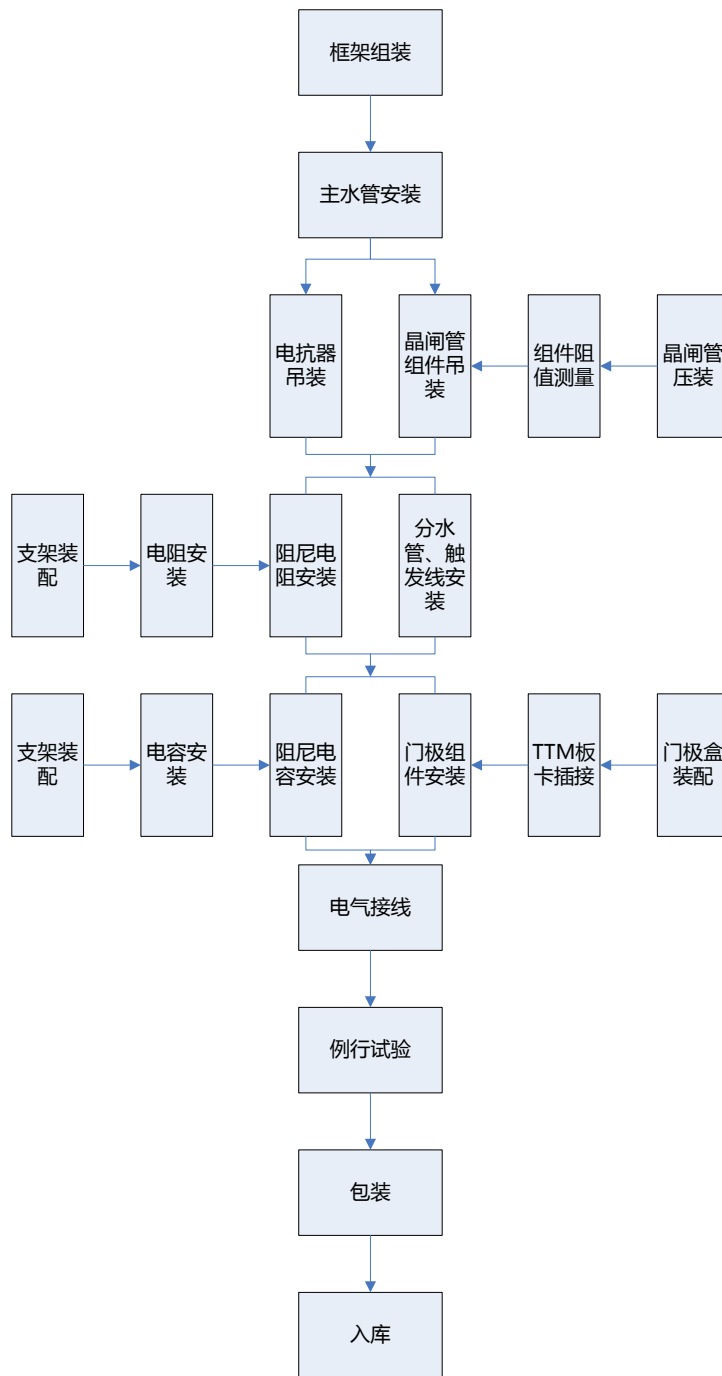 框架组装
主水管安装
电抗器
吊装
晶闸管
组件吊
装
组件阻
值测量
晶闸管
压装
支架装
配
电阻安
装
阻尼电
阻安装
分水
管、触
发线安
装
支架装
配
电容安
装
阻尼电
容安装
门极组
件安装
TTM板
卡插接
门极盒
装配
电气接线
例行试验
包装
入库